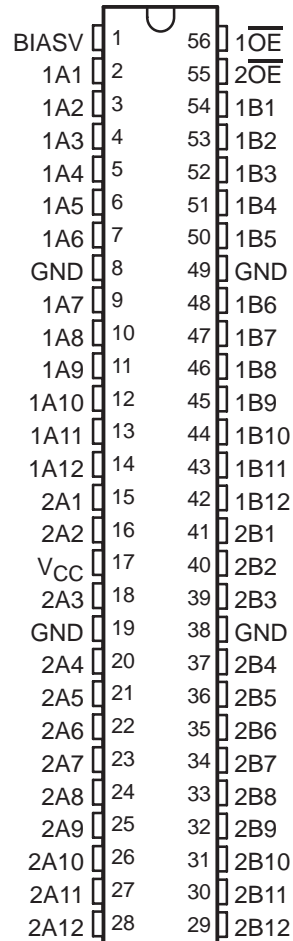 BIASV 1 56 1O̅E̅
1A1 2 55 2O̅E̅
1A2 3 54 1B1
1A3 4 53 1B2
1A4 5 52 1B3
1A5 6 51 1B4
1A6 7 50 1B5
GND 8 49 GND
1A7 9 48 1B6
1A8 10 47 1B7
1A9 11 46 1B8
1A10 12 45 1B9
1A11 13 44 1B10
1A12 14 43 1B11
2A1 15 42 1B12
2A2 16 41 2B1
VCC 17 40 2B2
2A3 18 39 2B3
GND 19 38 GND
2A4 20 37 2B4
2A5 21 36 2B5
2A6 22 35 2B6
2A7 23 34 2B7
2A8 24 33 2B8
2A9 25 32 2B9
2A10 26 31 2B10
2A11 27 30 2B11
2A12 28 29 2B12